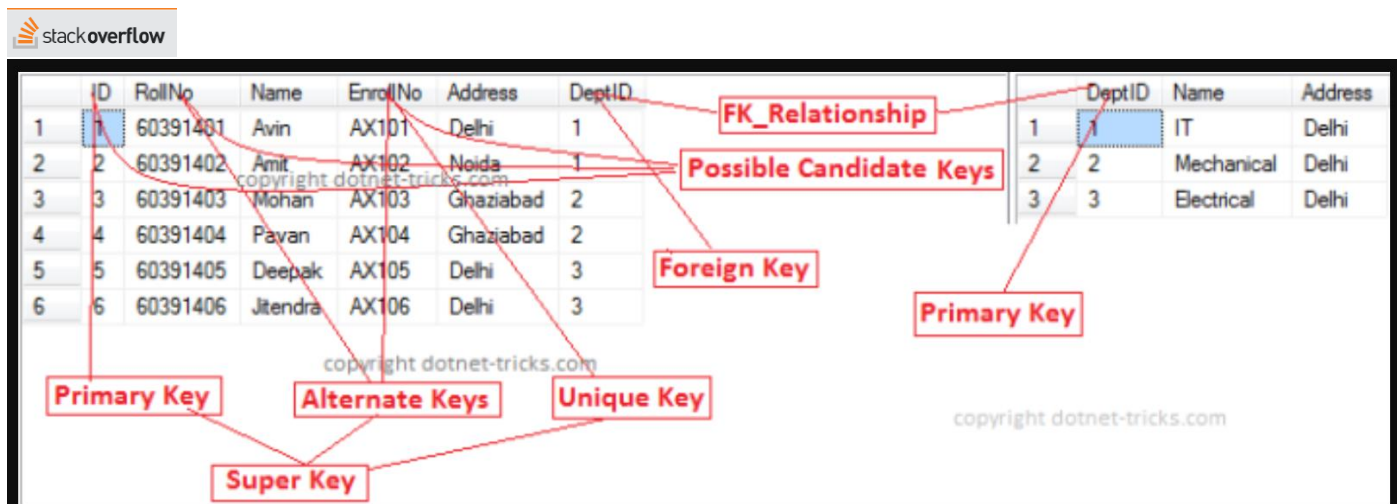 stackoverflow
ID RollNo Name EnrollNo Address DeptID
1 1 60391401 Avin AX101 Delhi 1
2 2 60391402 Amit AX102 Noida 1
3 3 60391403 Mohan AX103 Ghaziabad 2
4 4 60391404 Pavan AX104 Ghaziabad 2
5 5 60391405 Deepak AX105 Delhi 3
6 6 60391406 Jitendra AX106 Delhi 3
copyright dotnet-tricks.com
FK_Relationship
Possible Candidate Keys
Foreign Key
DeptID Name Address
1 1 IT Delhi
2 2 Mechanical Delhi
3 3 Electrical Delhi
Primary Key
copyright dotnet-tricks.com
Primary Key
Alternate Keys
Unique Key
Super Key
copyright dotnet-tricks.com